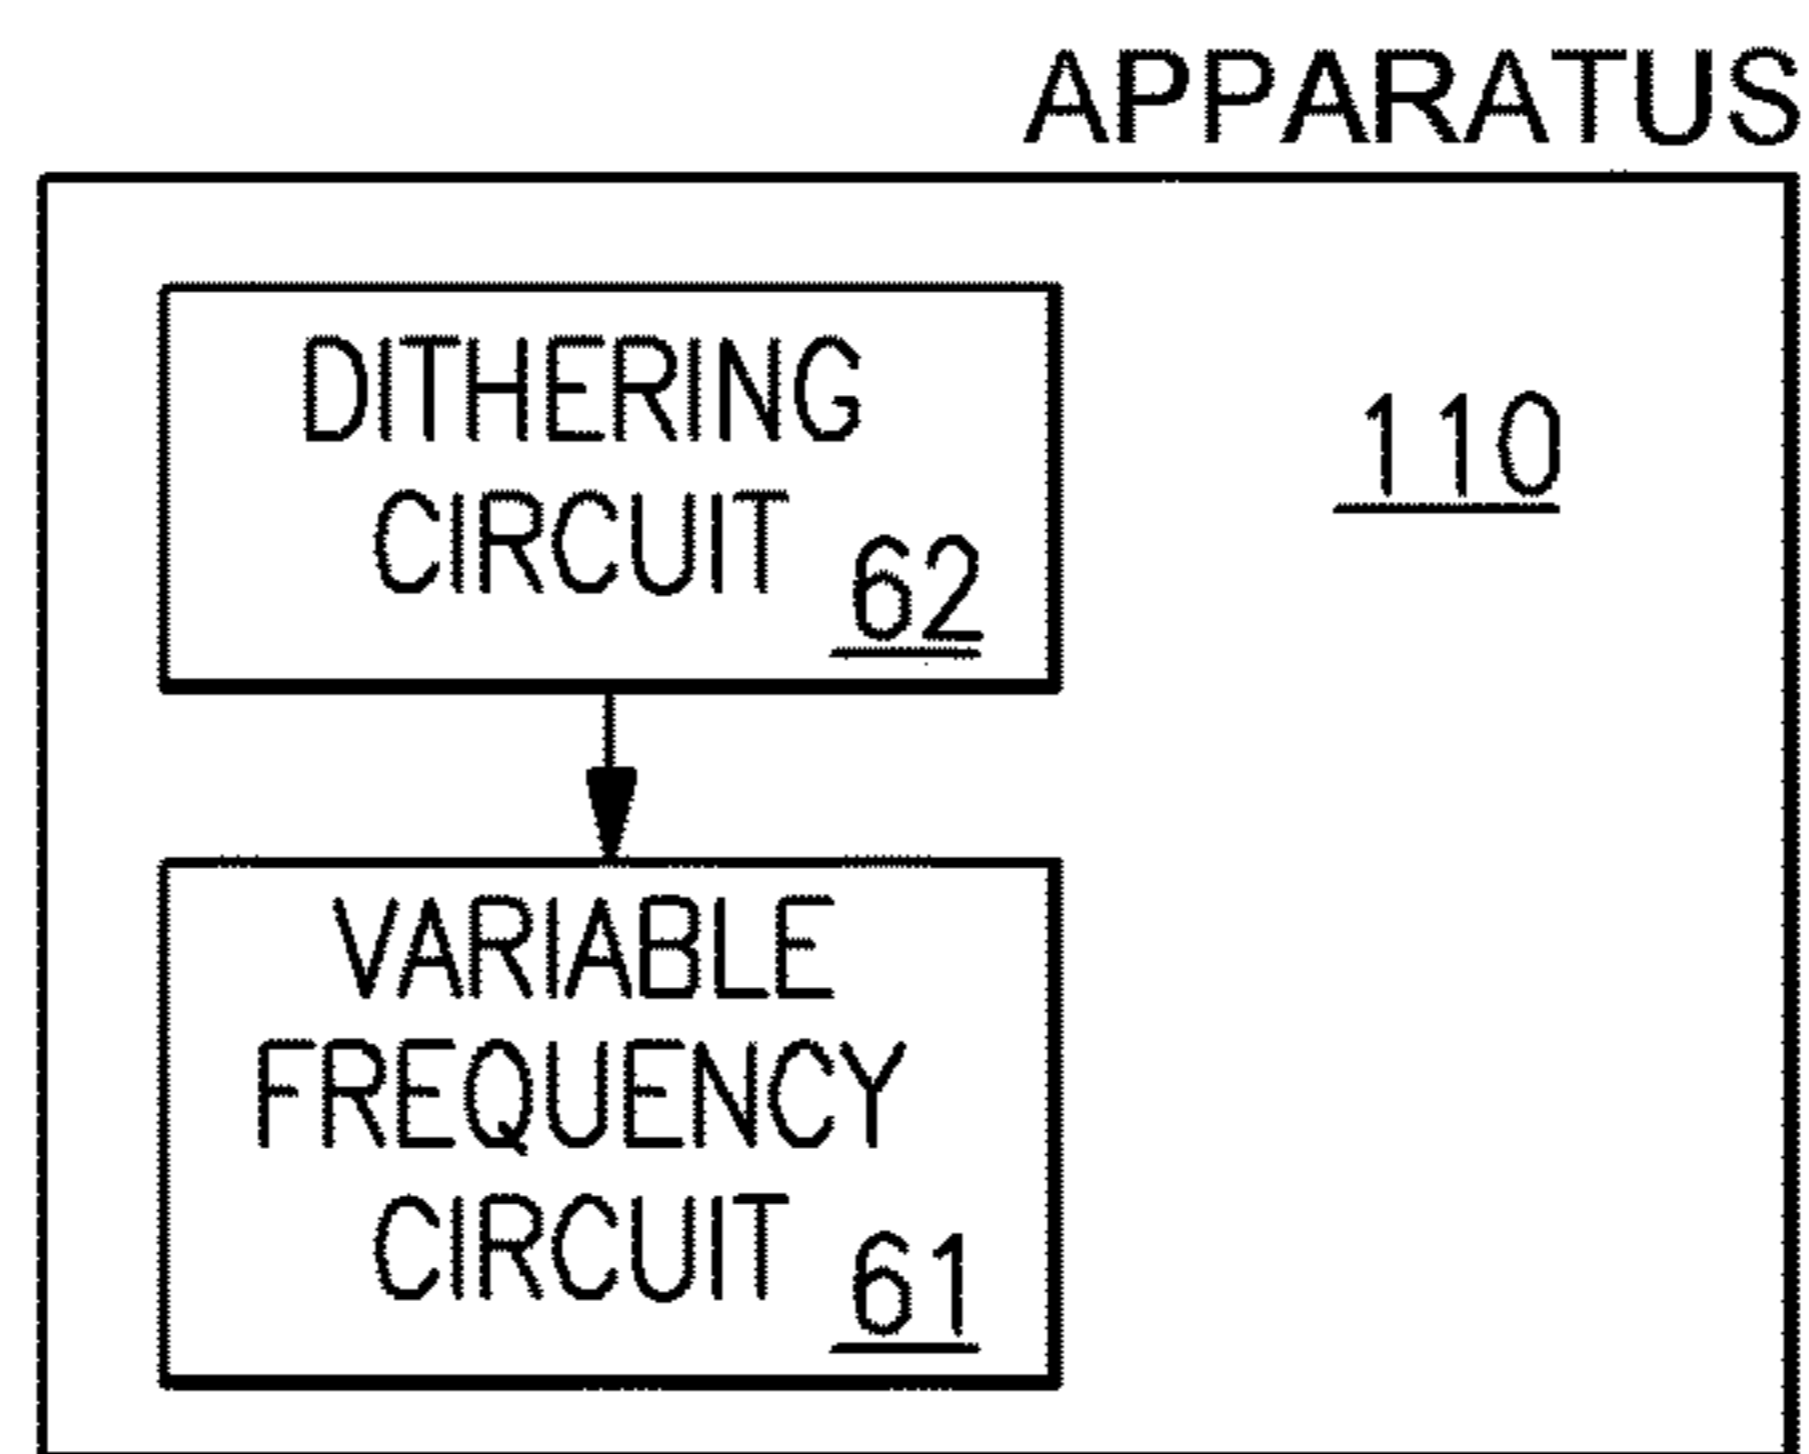 APPARATUS
DITHERING
CIRCUIT
62
110
VARIABLE
FREQUENCY
CIRCUIT
61